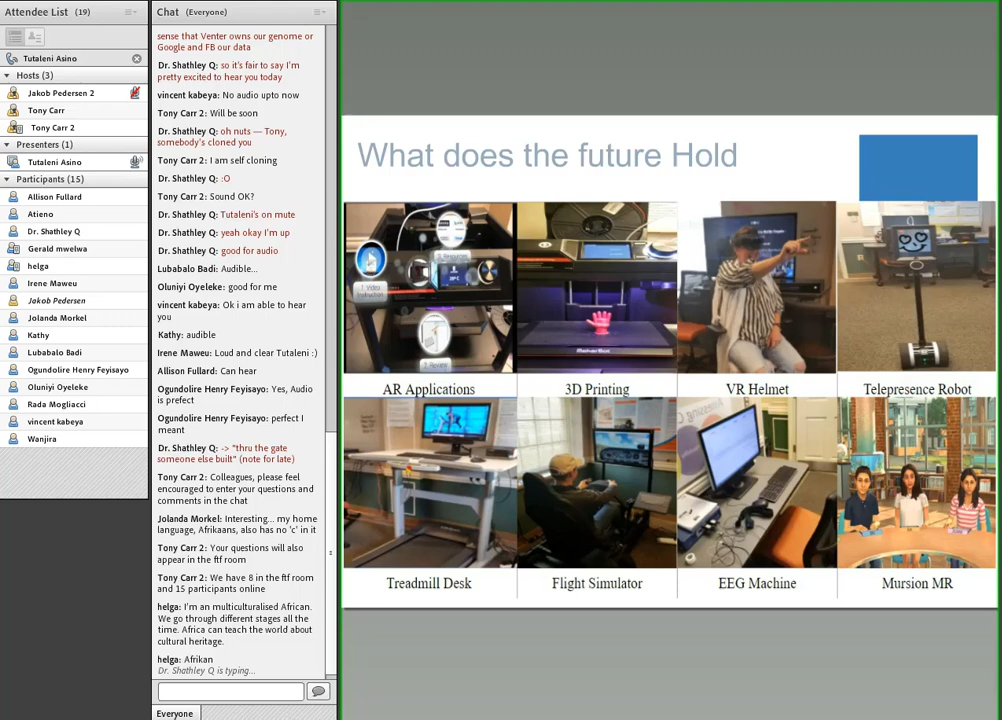 Attendee List (19)
Tutaleni Asino
Hosts (3)
Jakob Pedersen 2
Tony Carr
Tony Carr 2
Presenters (1)
Tutaleni Asino
Participants (15)
Allison Fullard
Atieno
Dr. Shathley Q
Gerald mwelwa
helga
Irene Maweu
Jakob Pedersen
Jolanda Morkel
Kathy
Lubabalo Badi
Ogundolire Henry Feyisayo
Oluniyi Oyeleke
Rada Mogliacci
vincent kabeya
Wanjira
Chat (Everyone)
sense that Venter owns our genome or
Google and FB our data
Dr. Shathley Q: so it's fair to say I'm
pretty excited to hear you today
vincent kabeya: No audio upto now
Tony Carr 2: Will be soon
Dr. Shathley Q: oh nuts — Tony,
somebody's cloned you
Tony Carr 2: I am self cloning
Dr. Shathley Q: :O
Tony Carr 2: Sound OK?
Dr. Shathley Q: Tutaleni's on mute
Dr. Shathley Q: yeah okay I'm up
Dr. Shathley Q: good for audio
Lubabalo Badi: Audible...
Oluniyi Oyeleke: good for me
vincent kabeya: Ok i am able to hear
you
Kathy: audible
Irene Maweu: Loud and clear Tutaleni :)
Allison Fullard: Can hear
Ogundolire Henry Feyisayo: Yes, Audio
is prefect
Ogundolire Henry Feyisayo: perfect I
meant
Dr. Shathley Q: -> "thru the gate
someone else built" (note for late)
Tony Carr 2: Colleagues, please feel
encouraged to enter your questions and
comments in the chat
Jolanda Morkel: Interesting... my home
language, Afrikaans, also has no 'c' in it
Tony Carr 2: Your questions will also
appear in the ftf room
Tony Carr 2: We have 8 in the ftf room
and 15 participants online
helga: I'm an multiculturalised African.
We go through different stages all the
time. Africa can teach the world about
cultural heritage.
helga: Afrikan
Dr. Shathley Q is typing...
Everyone
What does the future Hold
1. Video
Instruction
2. Resources
3. Review
MakerBot
AR Applications
3D Printing
VR Helmet
Telepresence Robot
Treadmill Desk
Flight Simulator
EEG Machine
Mursion MR